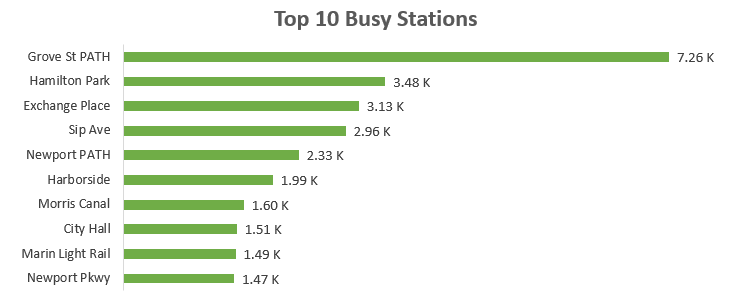 Top 10 Busy Stations
Grove St PATH 7.26 K
Hamilton Park 3.48 K
Exchange Place 3.13 K
Sip Ave 2.96 K
Newport PATH 2.33 K
Harborside 1.99 K
Morris Canal 1.60 K
City Hall 1.51 K
Marin Light Rail 1.49 K
Newport Pkwy 1.47 K